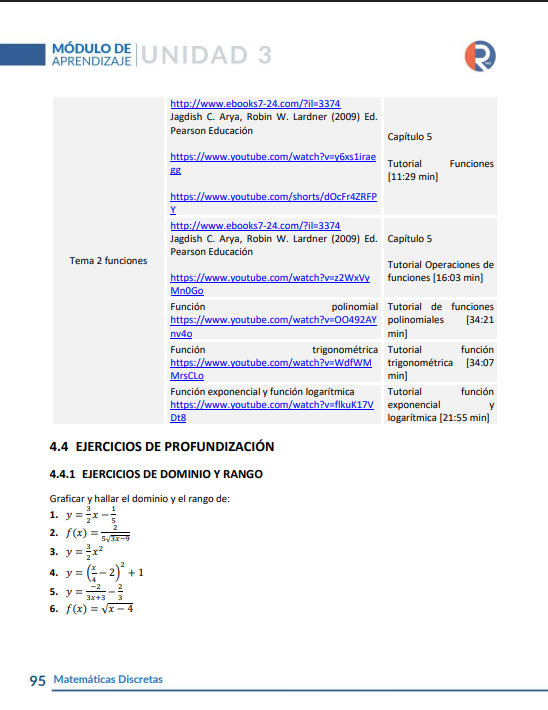 MÓDULO DE
APRENDIZAJE
UNIDAD 3
Tema 2 funciones
http://www.ebooks7-24.com/?il=3374
Jagdish C. Arya, Robin W. Lardner (2009) Ed.
Pearson Educación
https://www.youtube.com/watch?v=y6xs1irae
gg
https://www.youtube.com/shorts/dOcFr4ZRFP
Y
Capítulo 5
Tutorial Funciones
[11:29 min]
http://www.ebooks7-24.com/?il=3374
Jagdish C. Arya, Robin W. Lardner (2009) Ed.
Pearson Educación
https://www.youtube.com/watch?v=z2WxVy
Mn0Go
Capítulo 5
Tutorial Operaciones de
funciones [16:03 min]
Función polinomial
https://www.youtube.com/watch?v=OO492AY
nv4o
Tutorial de funciones
polinomiales [34:21
min]
Función trigonométrica
https://www.youtube.com/watch?v=WdfWM
MrsCLo
Tutorial función
trigonométrica [34:07
min]
Función exponencial y función logarítmica
https://www.youtube.com/watch?v=flkuK17V
Dt8
Tutorial función
exponencial y
logarítmica [21:55 min]
4.4 EJERCICIOS DE PROFUNDIZACIÓN
4.4.1 EJERCICIOS DE DOMINIO Y RANGO
Graficar y hallar el dominio y el rango de:
1. y = 3/2 x − 1/5
2. f(x) = 2/(5√(3x−9))
3. y = 3/2 x²
4. y = (x/4 − 2)² + 1
5. y = −2/(3x+3) − 2/3
6. f(x) = √(x − 4)
95 Matemáticas Discretas